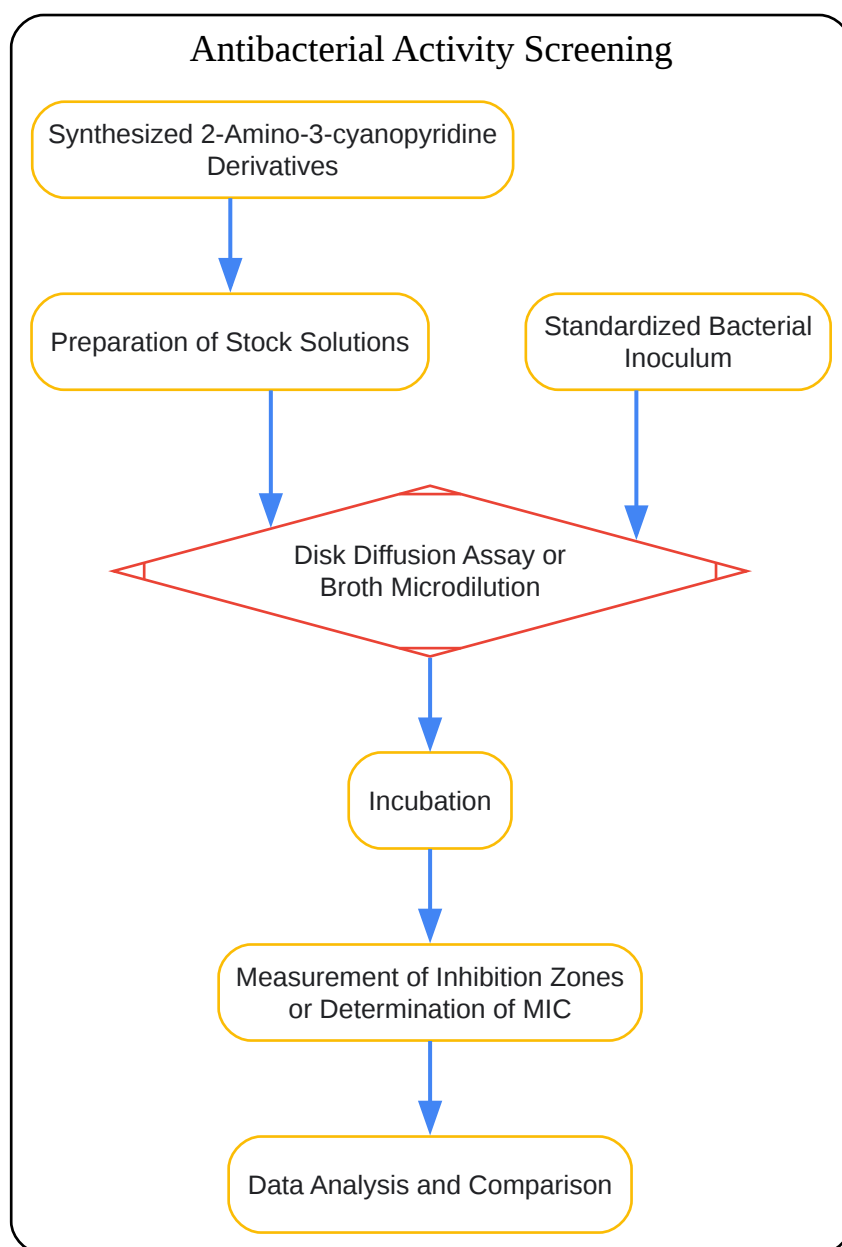 Antibacterial Activity Screening
Synthesized 2-Amino-3-cyanopyridine
Derivatives
Preparation of Stock Solutions
Standardized Bacterial
Inoculum
Disk Diffusion Assay or
Broth Microdilution
Incubation
Measurement of Inhibition Zones
or Determination of MIC
Data Analysis and Comparison